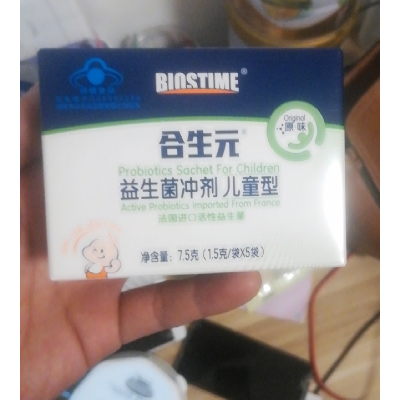 BIOSTIME®
Original
原·味
合生元®
Probiotics Sachet For Children
益生菌冲剂 儿童型
Active Probiotics Imported from France
法国进口活性益生菌
净含量: 7.5克 (1.5克/袋X5袋)